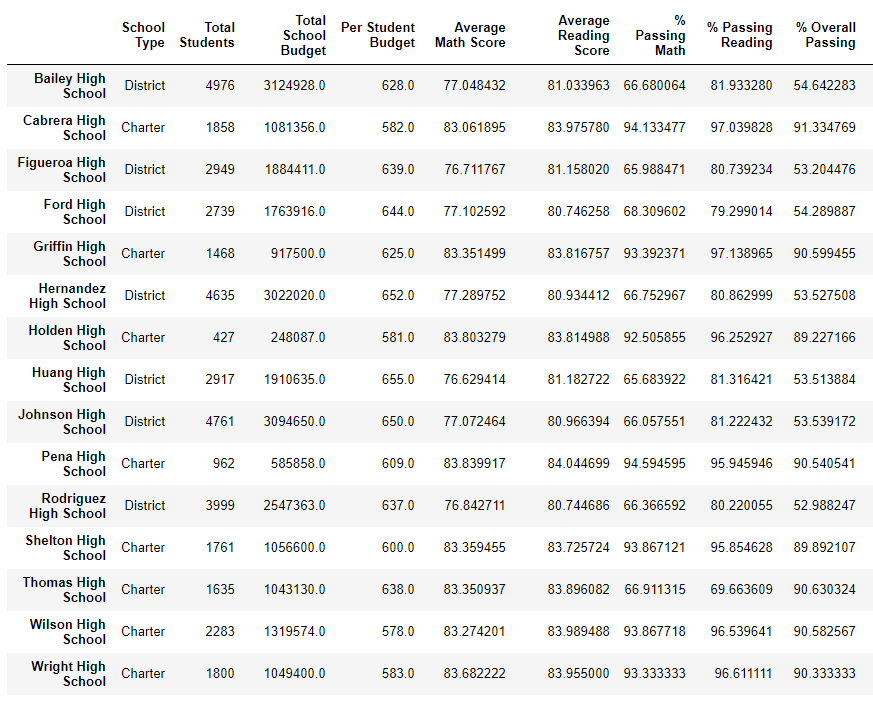 School Type Total Students Total School Budget Per Student Budget Average Math Score Average Reading Score % Passing Math % Passing Reading % Overall Passing
Bailey High School District 4976 3124928.0 628.0 77.048432 81.033963 66.680064 81.933280 54.642283
Cabrera High School Charter 1858 1081356.0 582.0 83.061895 83.975780 94.133477 97.039828 91.334769
Figueroa High School District 2949 1884411.0 639.0 76.711767 81.158020 65.988471 80.739234 53.204476
Ford High School District 2739 1763916.0 644.0 77.102592 80.746258 68.309602 79.299014 54.289887
Griffin High School Charter 1468 917500.0 625.0 83.351499 83.816757 93.392371 97.138965 90.599455
Hernandez High School District 4635 3022020.0 652.0 77.289752 80.934412 66.752967 80.862999 53.527508
Holden High School Charter 427 248087.0 581.0 83.803279 83.814988 92.505855 96.252927 89.227166
Huang High School District 2917 1910635.0 655.0 76.629414 81.182722 65.683922 81.316421 53.513884
Johnson High School District 4761 3094650.0 650.0 77.072464 80.966394 66.057551 81.222432 53.539172
Pena High School Charter 962 585858.0 609.0 83.839917 84.044699 94.594595 95.945946 90.540541
Rodriguez High School District 3999 2547363.0 637.0 76.842711 80.744686 66.366592 80.220055 52.988247
Shelton High School Charter 1761 1056600.0 600.0 83.359455 83.725724 93.867121 95.854628 89.892107
Thomas High School Charter 1635 1043130.0 638.0 83.350937 83.896082 66.911315 69.663609 90.630324
Wilson High School Charter 2283 1319574.0 578.0 83.274201 83.989488 93.867718 96.539641 90.582567
Wright High School Charter 1800 1049400.0 583.0 83.682222 83.955000 93.333333 96.611111 90.333333